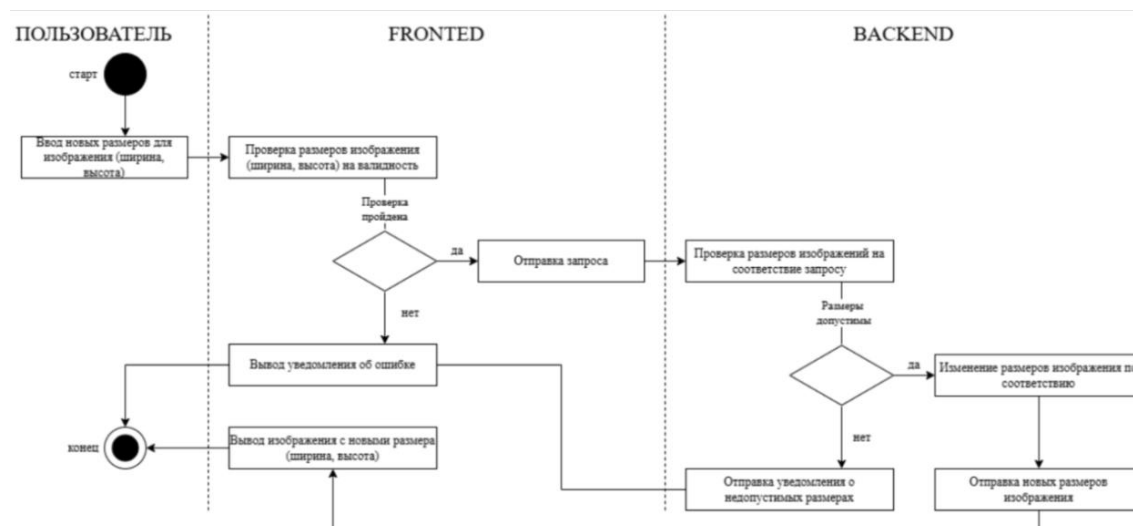 ПОЛЬЗОВАТЕЛЬ
FRONTED
BACKEND
старт
Ввод новых размеров для
изображения (ширина,
высота)
Проверка размеров изображения
(ширина, высота) на валидность
Проверка
пройдена
да
Отправка запроса
Проверка размеров изображений на
соответствие запросу
нет
Размеры
допустимы
Вывод уведомления об ошибке
да
Изменение размеров изображения по
соответствию
конец
Вывод изображения с новыми размера
(ширина, высота)
нет
Отправка уведомления о
недопустимых размерах
Отправка новых размеров
изображения